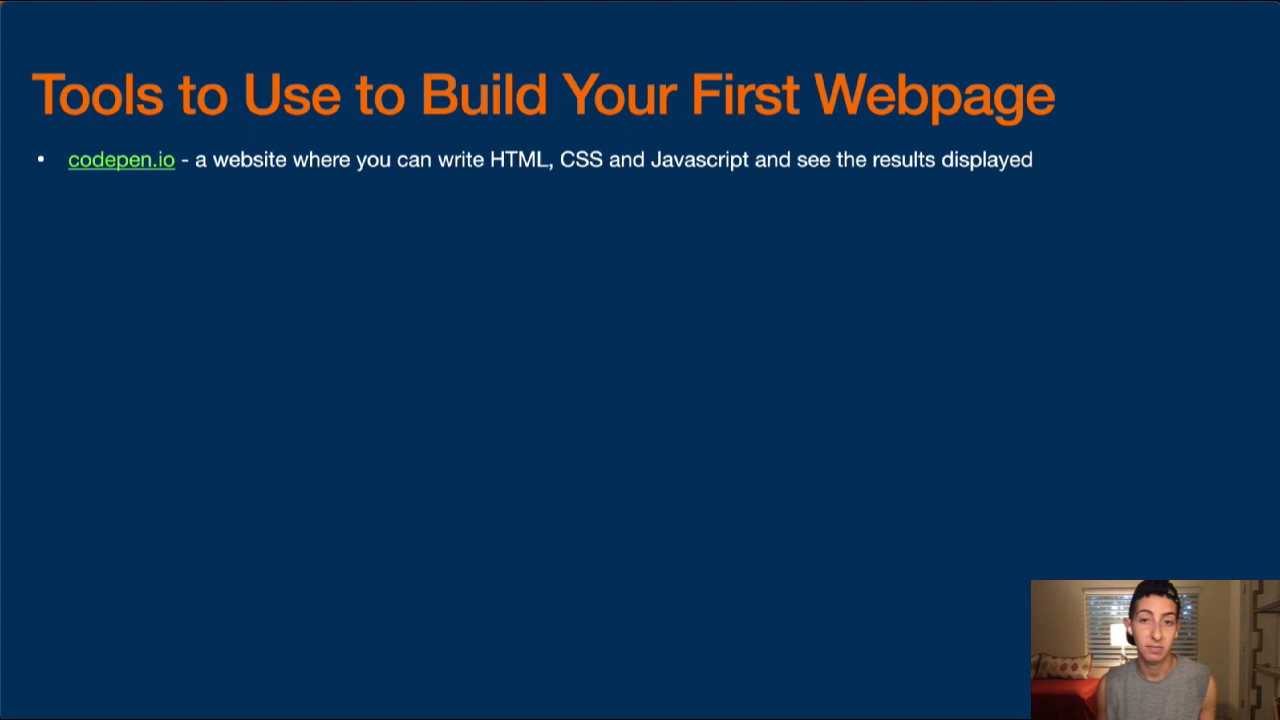 Tools to Use to Build Your First Webpage
• codepen.io - a website where you can write HTML, CSS and Javascript and see the results displayed